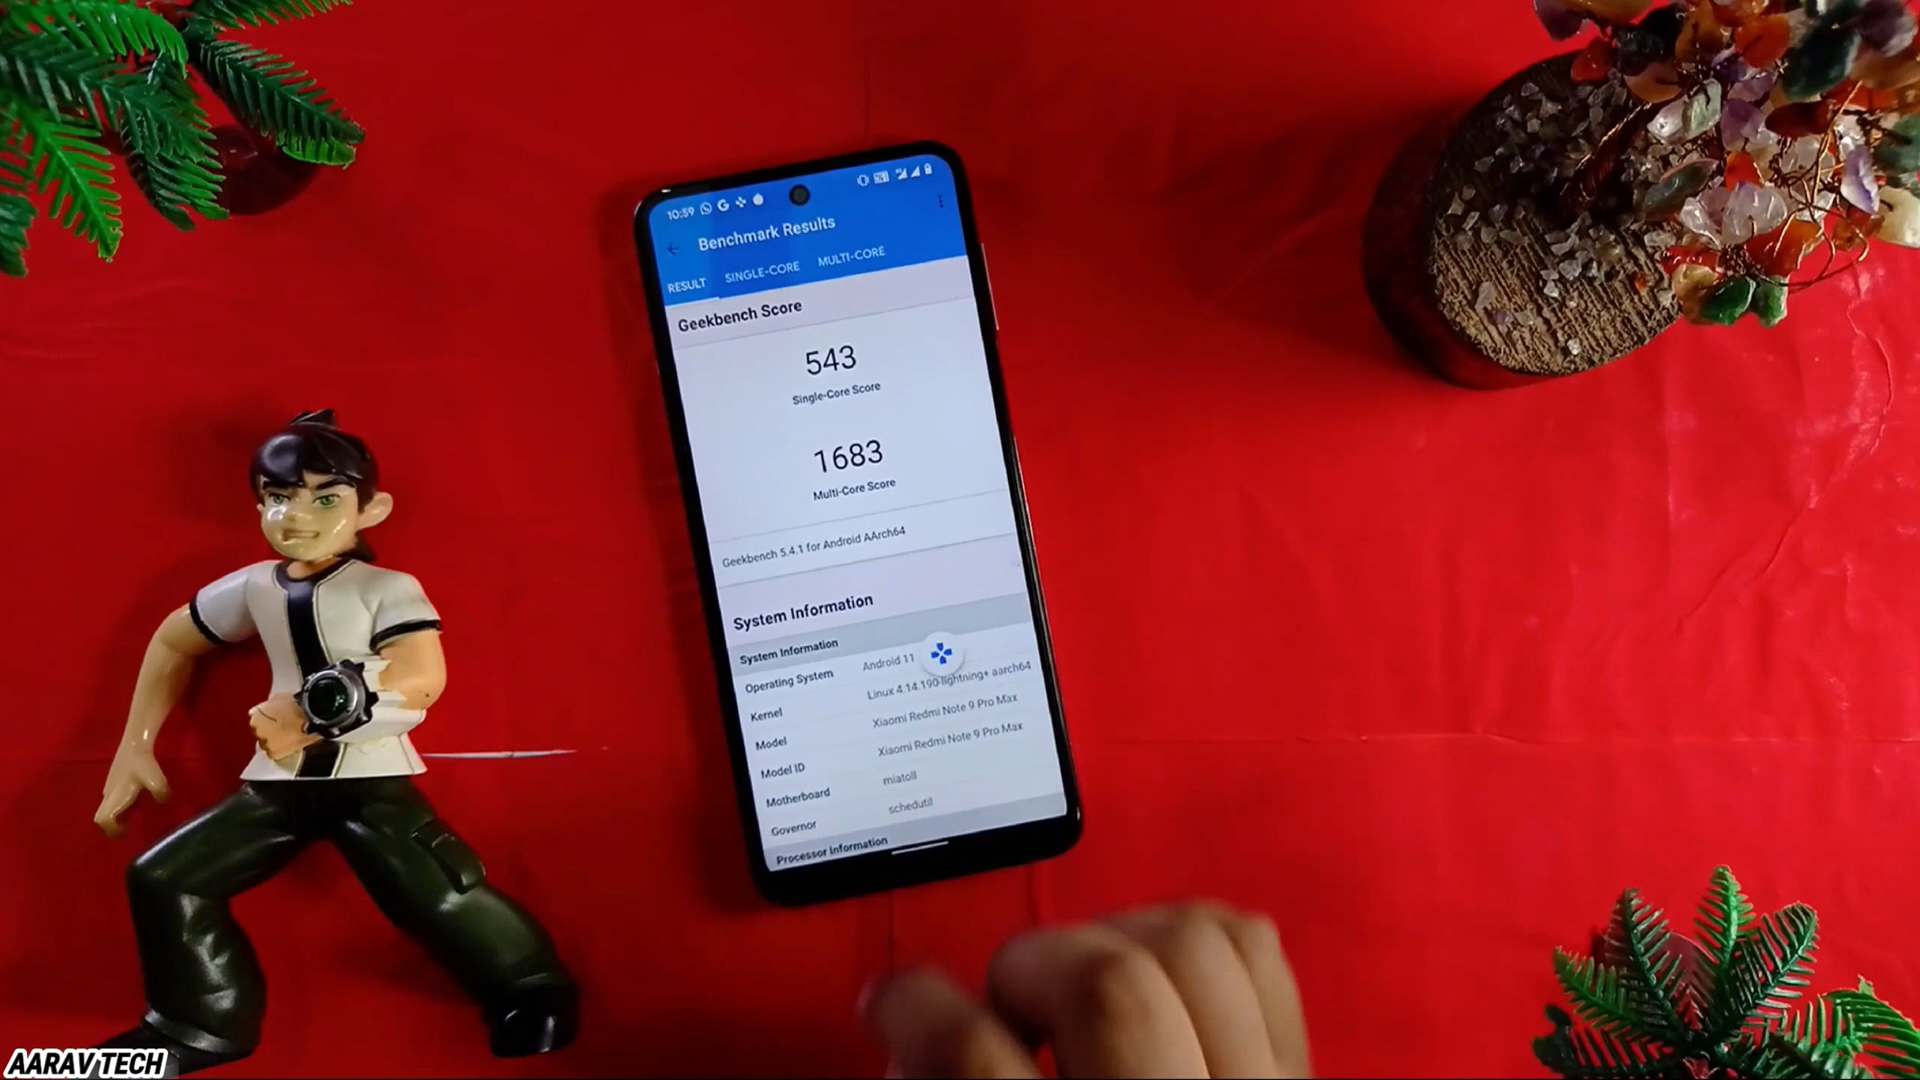 10:59
Benchmark Results
RESULT SINGLE-CORE MULTI-CORE
Geekbench Score
543
Single-Core Score
1683
Multi-Core Score
Geekbench 5.4.1 for Android AArch64
System Information
System Information
Operating System Android 11
Kernel Linux 4.14.190-lightning+ aarch64
Model Xiaomi Redmi Note 9 Pro Max
Model ID Xiaomi Redmi Note 9 Pro Max
Motherboard miatoll
Governor schedutil
Processor Information
AARAV TECH